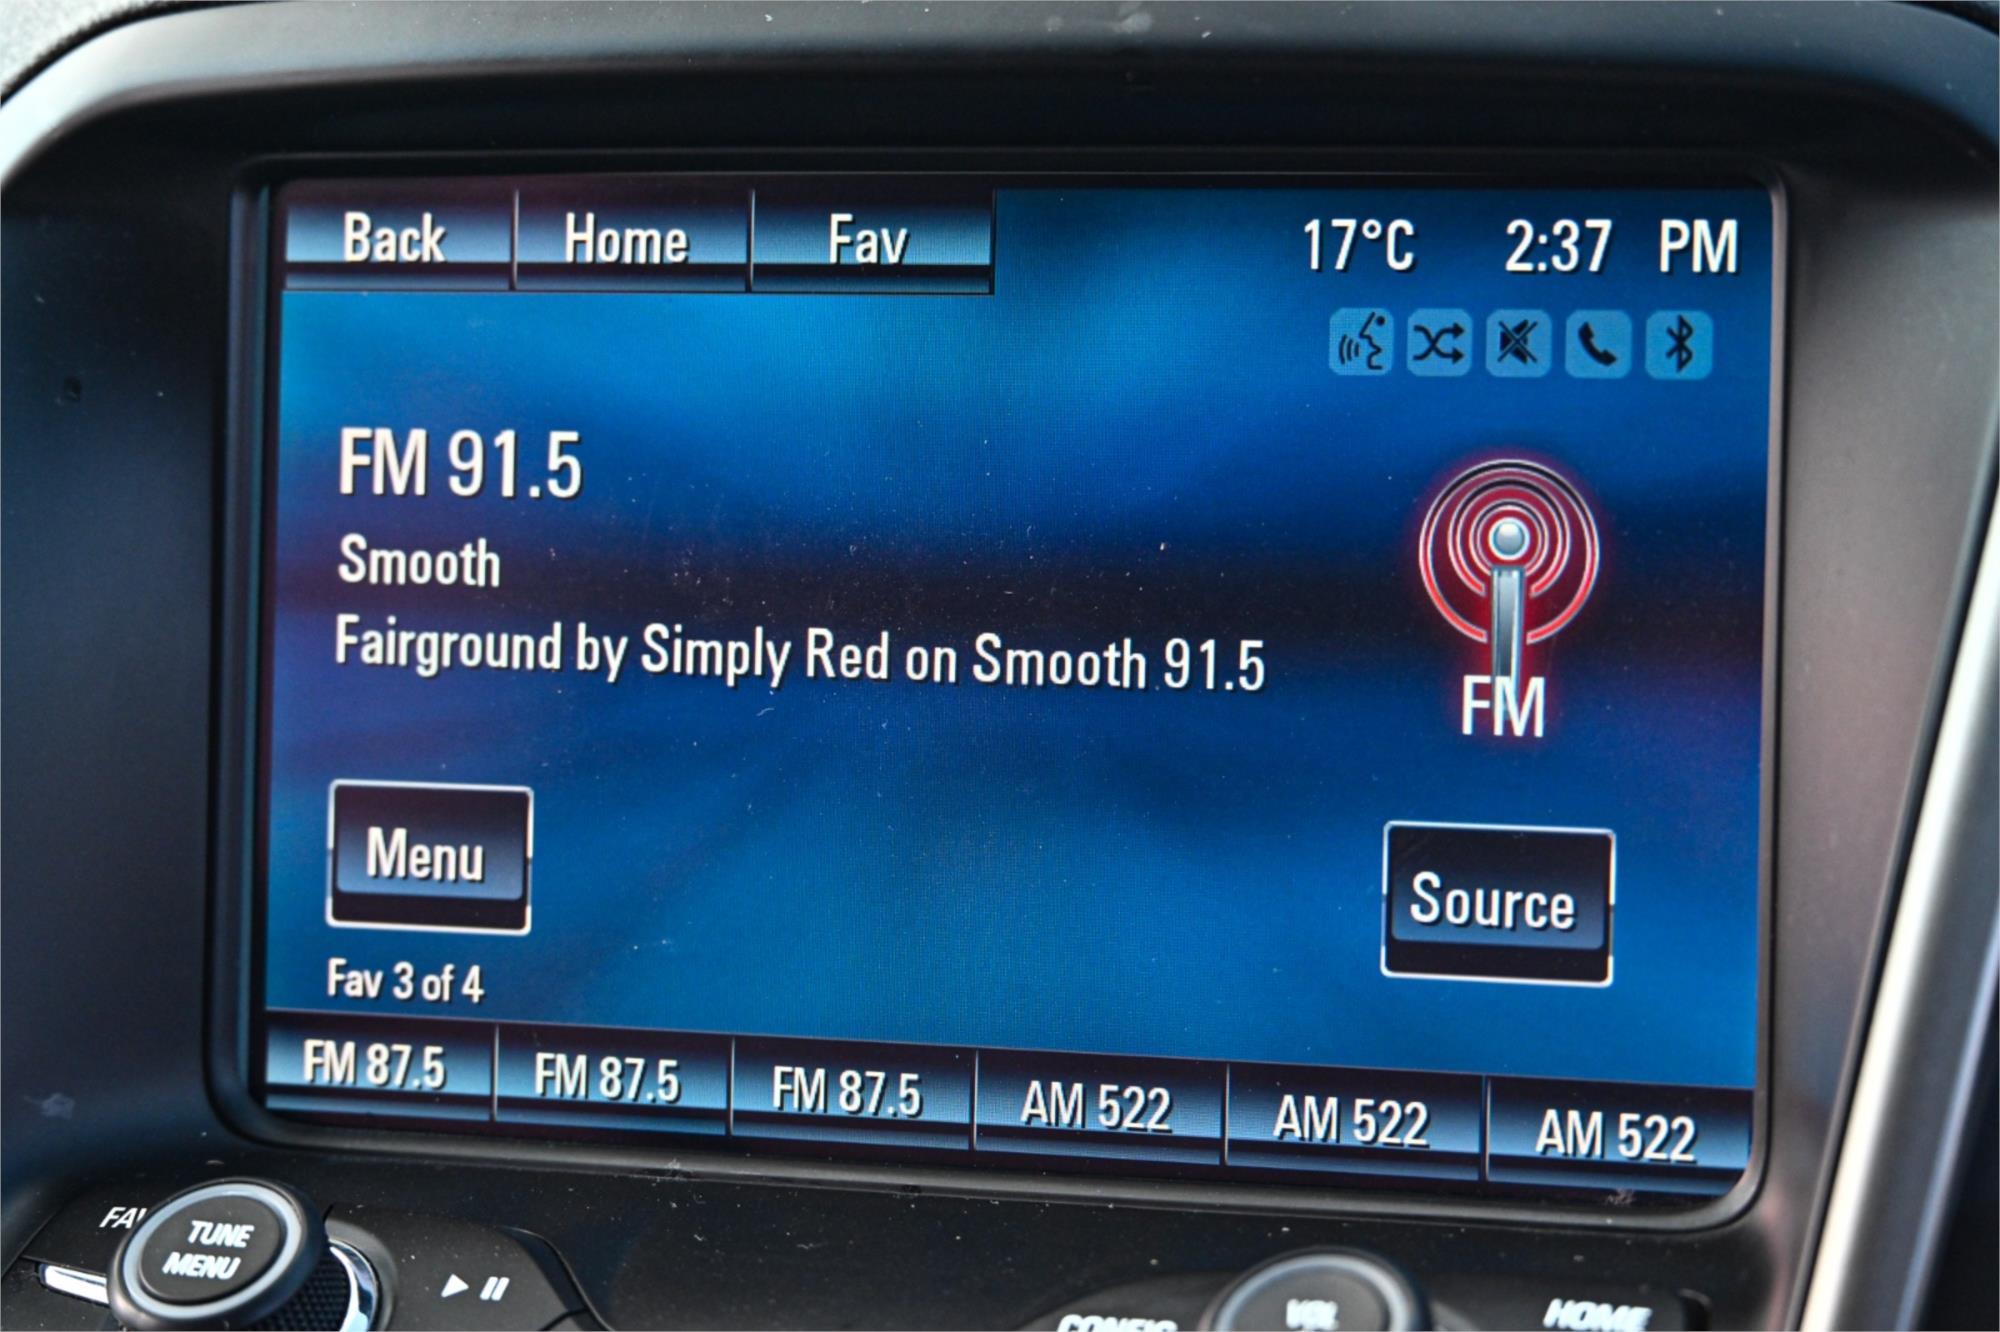 Back Home Fav 17°C 2:37 PM
FM 91.5
Smooth
Fairground by Simply Red on Smooth 91.5
FM
Menu
Source
Fav 3 of 4
FM 87.5 FM 87.5 FM 87.5 AM 522 AM 522 AM 522
TUNE
MENU
CONFIG
VOL
HOME